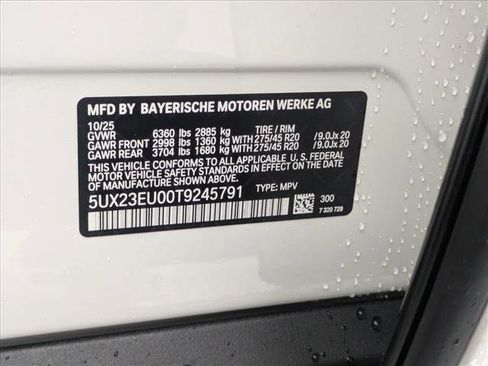 MFD BY BAYERISCHE MOTOREN WERKE AG
10/25
GVWR 6360 lbs 2885 kg TIRE / RIM
GAWR FRONT 2998 lbs 1360 kg 275/45 R20 / 9.0Jx 20
GAWR REAR 3704 lbs 1680 kg 275/45 R20 / 9.0Jx 20
THIS VEHICLE CONFORMS TO ALL APPLICABLE U.S. FEDERAL
MOTOR VEHICLE SAFETY STANDARDS IN EFFECT ON THE
DATE OF MANUFACTURE SHOWN ABOVE.
5UX23EU00T9245791 TYPE: MPV
300
7 320 729